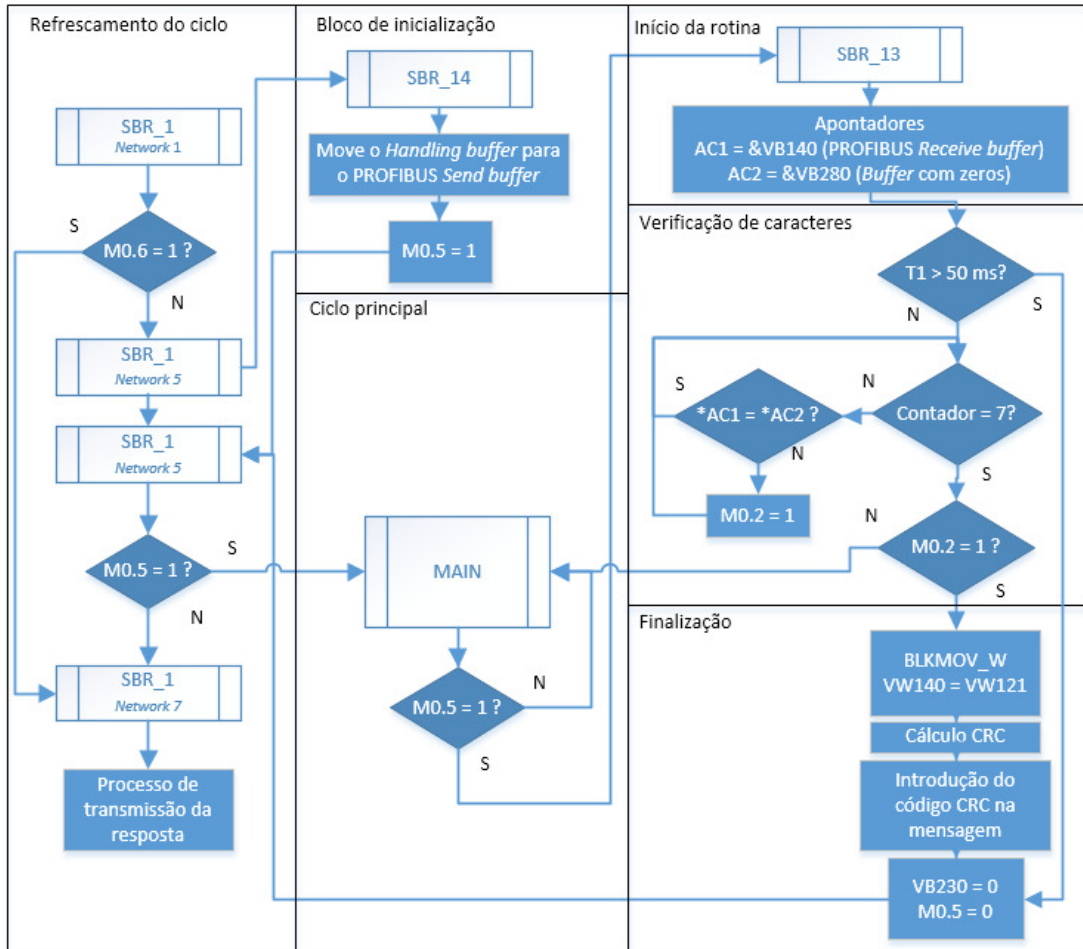 Refrescamento do ciclo
SBR_1
Network 1
S
M0.6 = 1 ?
N
SBR_1
Network 5
SBR_1
Network 5
S
M0.5 = 1 ?
N
SBR_1
Network 7
Processo de
transmissão da
resposta
Bloco de inicialização
SBR_14
Move o Handling buffer para
o PROFIBUS Send buffer
M0.5 = 1
Ciclo principal
MAIN
N
M0.5 = 1 ?
S
Início da rotina
SBR_13
Apontadores
AC1 = &VB140 (PROFIBUS Receive buffer)
AC2 = &VB280 (Buffer com zeros)
Verificação de caracteres
T1 > 50 ms?
S
N
S
N
*AC1 = *AC2 ?
Contador = 7?
N
S
M0.2 = 1
N
M0.2 = 1 ?
S
Finalização
BLKMOV_W
VW140 = VW121
Cálculo CRC
Introdução do
código CRC na
mensagem
VB230 = 0
M0.5 = 0